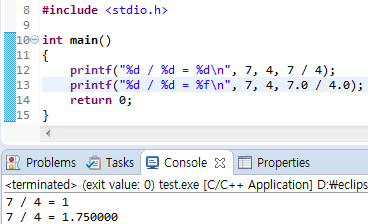 8 #include <stdio.h>
9
10 int main()
11 {
12     printf("%d / %d = %d\n", 7, 4, 7 / 4);
13     printf("%d / %d = %f\n", 7, 4, 7.0 / 4.0);
14     return 0;
15 }
Problems Tasks Console Properties
<terminated> (exit value: 0) test.exe [C/C++ Application] D:₩eclips
7 / 4 = 1
7 / 4 = 1.750000